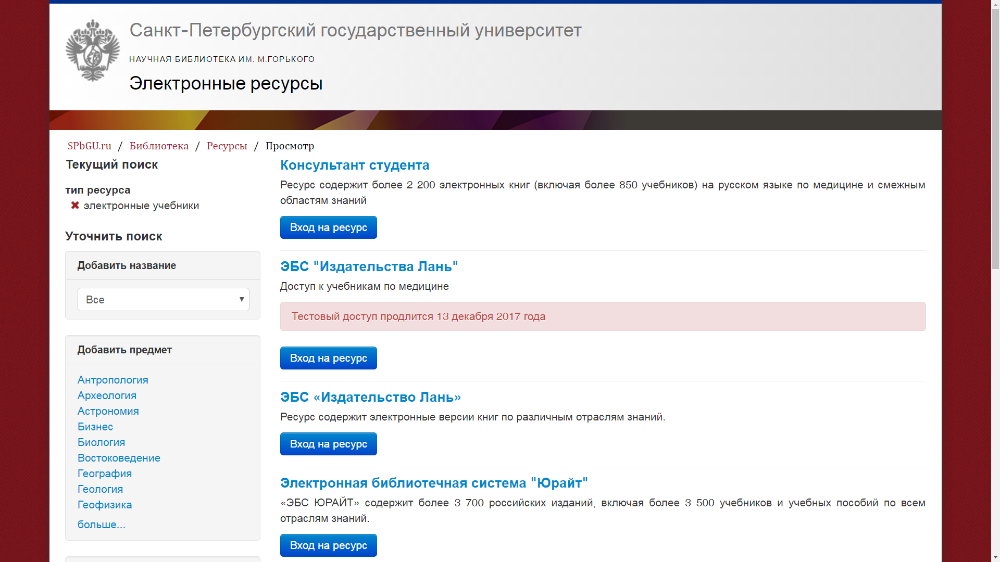 Санкт-Петербургский государственный университет
НАУЧНАЯ БИБЛИОТЕКА ИМ. М.ГОРЬКОГО
Электронные ресурсы
SPbGU.ru / Библиотека / Ресурсы / Просмотр
Текущий поиск
тип ресурса
✖ электронные учебники
Уточнить поиск
Добавить название
Все
Добавить предмет
Антропология
Археология
Астрономия
Бизнес
Биология
Востоковедение
География
Геология
Геофизика
больше...
Консультант студента
Ресурс содержит более 2 200 электронных книг (включая более 850 учебников) на русском языке по медицине и смежным
областям знаний
Вход на ресурс
ЭБС "Издательства Лань"
Доступ к учебникам по медицине
Тестовый доступ продлится 13 декабря 2017 года
Вход на ресурс
ЭБС «Издательство Лань»
Ресурс содержит электронные версии книг по различным отраслям знаний.
Вход на ресурс
Электронная библиотечная система "Юрайт"
«ЭБС ЮРАЙТ» содержит более 3 700 российских изданий, включая более 3 500 учебников и учебных пособий по всем
отраслям знаний.
Вход на ресурс